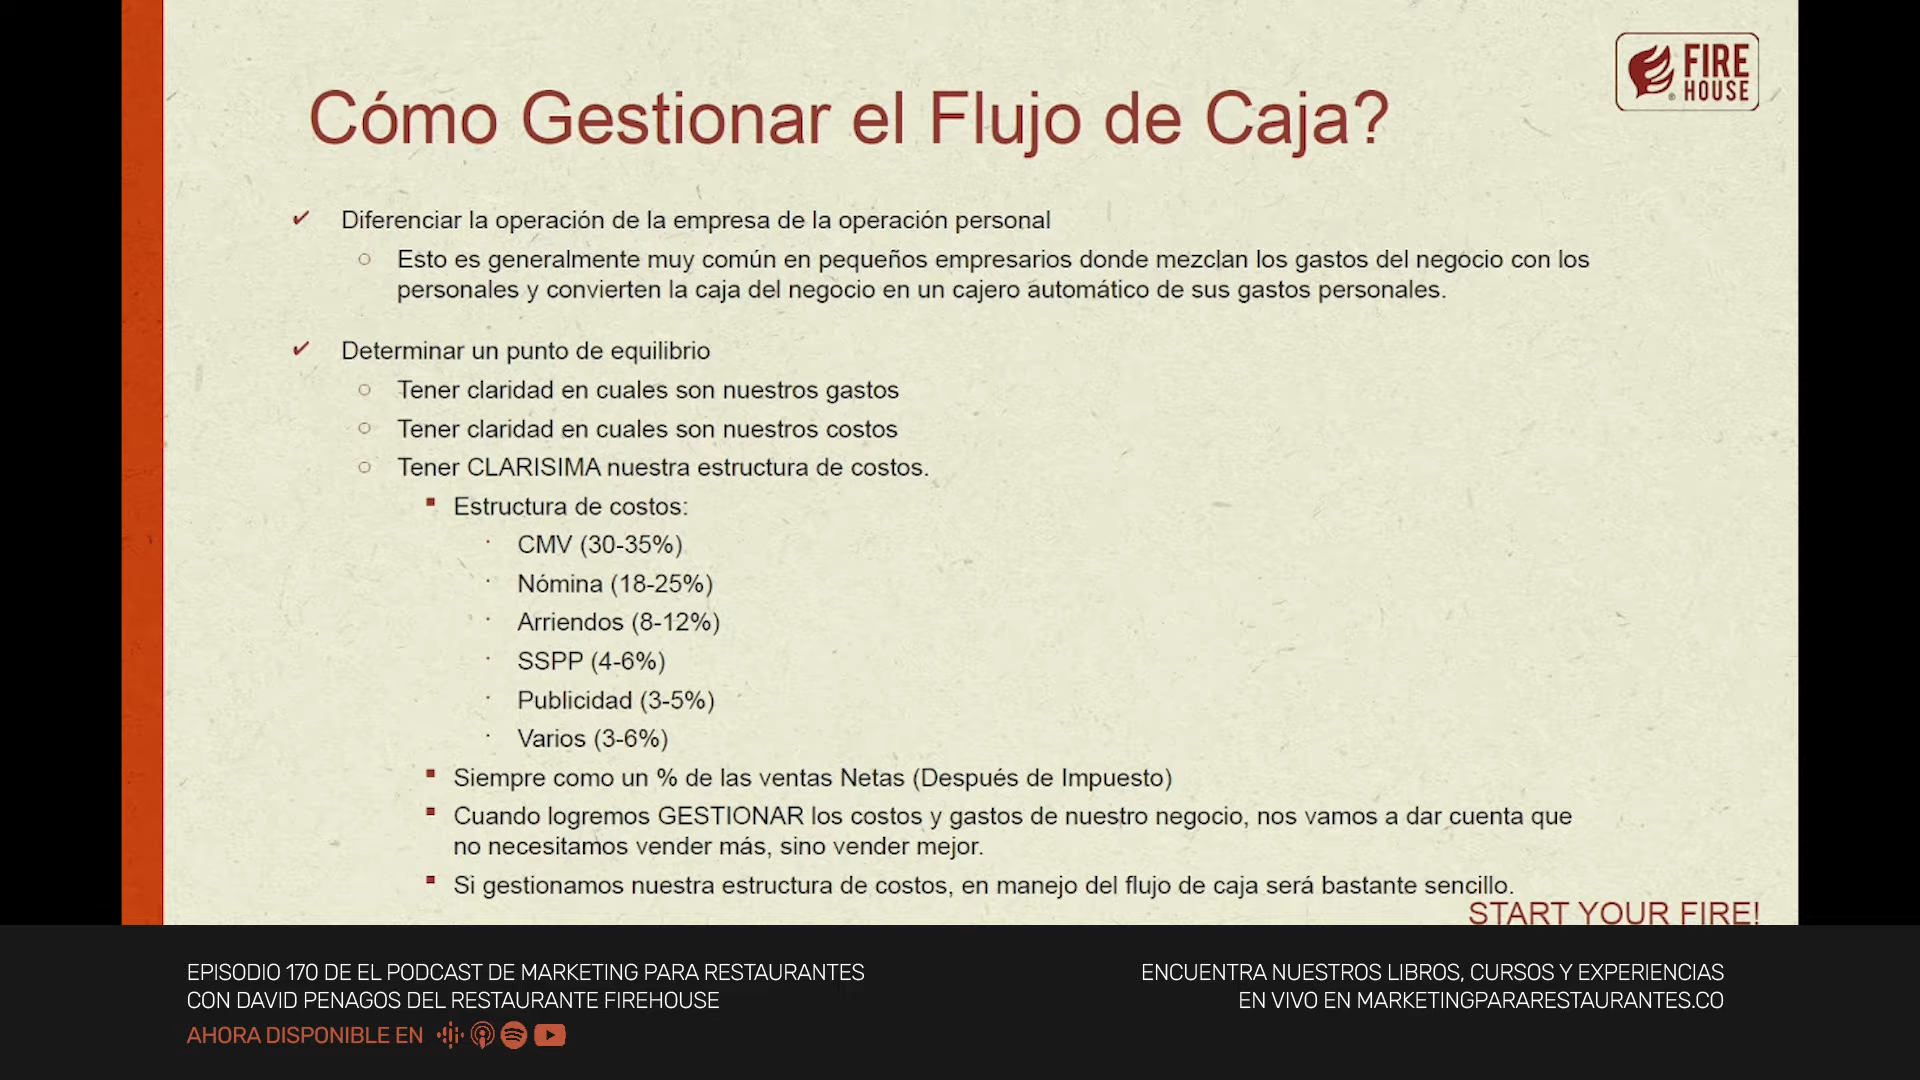 FIRE
HOUSE
Cómo Gestionar el Flujo de Caja?
✓ Diferenciar la operación de la empresa de la operación personal
○ Esto es generalmente muy común en pequeños empresarios donde mezclan los gastos del negocio con los
personales y convierten la caja del negocio en un cajero automático de sus gastos personales.
✓ Determinar un punto de equilibrio
○ Tener claridad en cuales son nuestros gastos
○ Tener claridad en cuales son nuestros costos
○ Tener CLARISIMA nuestra estructura de costos.
▪ Estructura de costos:
· CMV (30-35%)
· Nómina (18-25%)
· Arriendos (8-12%)
· SSPP (4-6%)
· Publicidad (3-5%)
· Varios (3-6%)
▪ Siempre como un % de las ventas Netas (Después de Impuesto)
▪ Cuando logremos GESTIONAR los costos y gastos de nuestro negocio, nos vamos a dar cuenta que
no necesitamos vender más, sino vender mejor.
▪ Si gestionamos nuestra estructura de costos, en manejo del flujo de caja será bastante sencillo.
START YOUR FIRE!
EPISODIO 170 DE EL PODCAST DE MARKETING PARA RESTAURANTES
CON DAVID PENAGOS DEL RESTAURANTE FIREHOUSE
AHORA DISPONIBLE EN
ENCUENTRA NUESTROS LIBROS, CURSOS Y EXPERIENCIAS
EN VIVO EN MARKETINGPARARESTAURANTES.CO